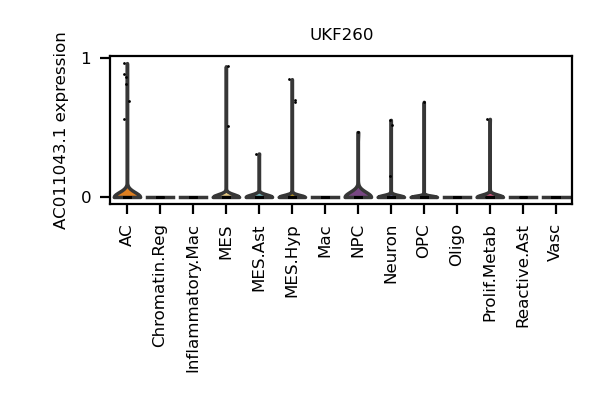 UKF260
AC011043.1 expression
1
0
AC
Chromatin.Reg
Inflammatory.Mac
MES
MES.Ast
MES.Hyp
Mac
NPC
Neuron
OPC
Oligo
Prolif.Metab
Reactive.Ast
Vasc